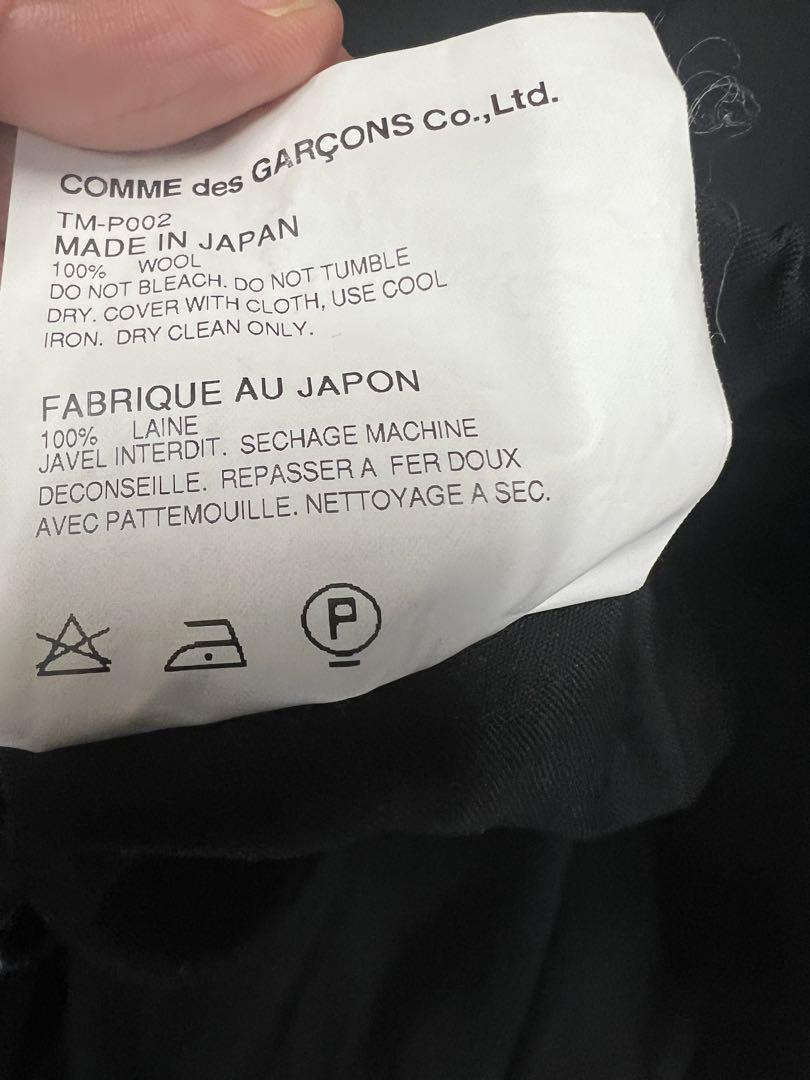 COMME des GARÇONS Co.,Ltd.
TM-P002
MADE IN JAPAN
100% WOOL
DO NOT BLEACH. DO NOT TUMBLE
DRY. COVER WITH CLOTH, USE COOL
IRON. DRY CLEAN ONLY.
FABRIQUE AU JAPON
100% LAINE
JAVEL INTERDIT. SECHAGE MACHINE
DECONSEILLE. REPASSER A FER DOUX
AVEC PATTEMOUILLE. NETTOYAGE A SEC.
P